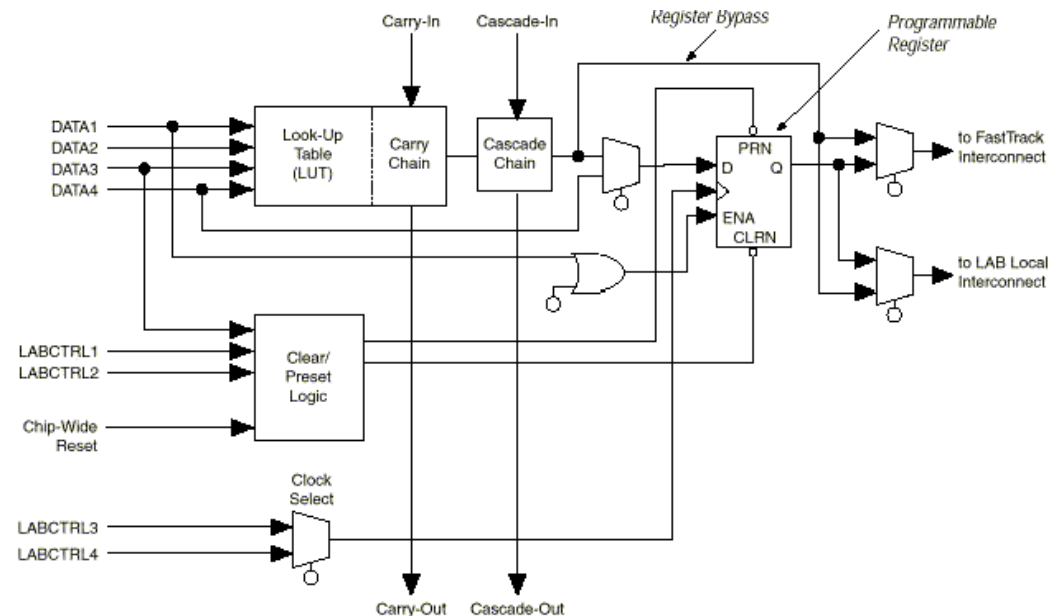 Carry-In
Cascade-In
Register Bypass
Programmable
Register
DATA1
DATA2
DATA3
DATA4
Look-Up
Table
(LUT)
Carry
Chain
Cascade
Chain
PRN
D
Q
ENA
CLRN
to FastTrack
Interconnect
to LAB Local
Interconnect
LABCTRL1
LABCTRL2
Clear/
Preset
Logic
Chip-Wide
Reset
Clock
Select
LABCTRL3
LABCTRL4
Carry-Out
Cascade-Out